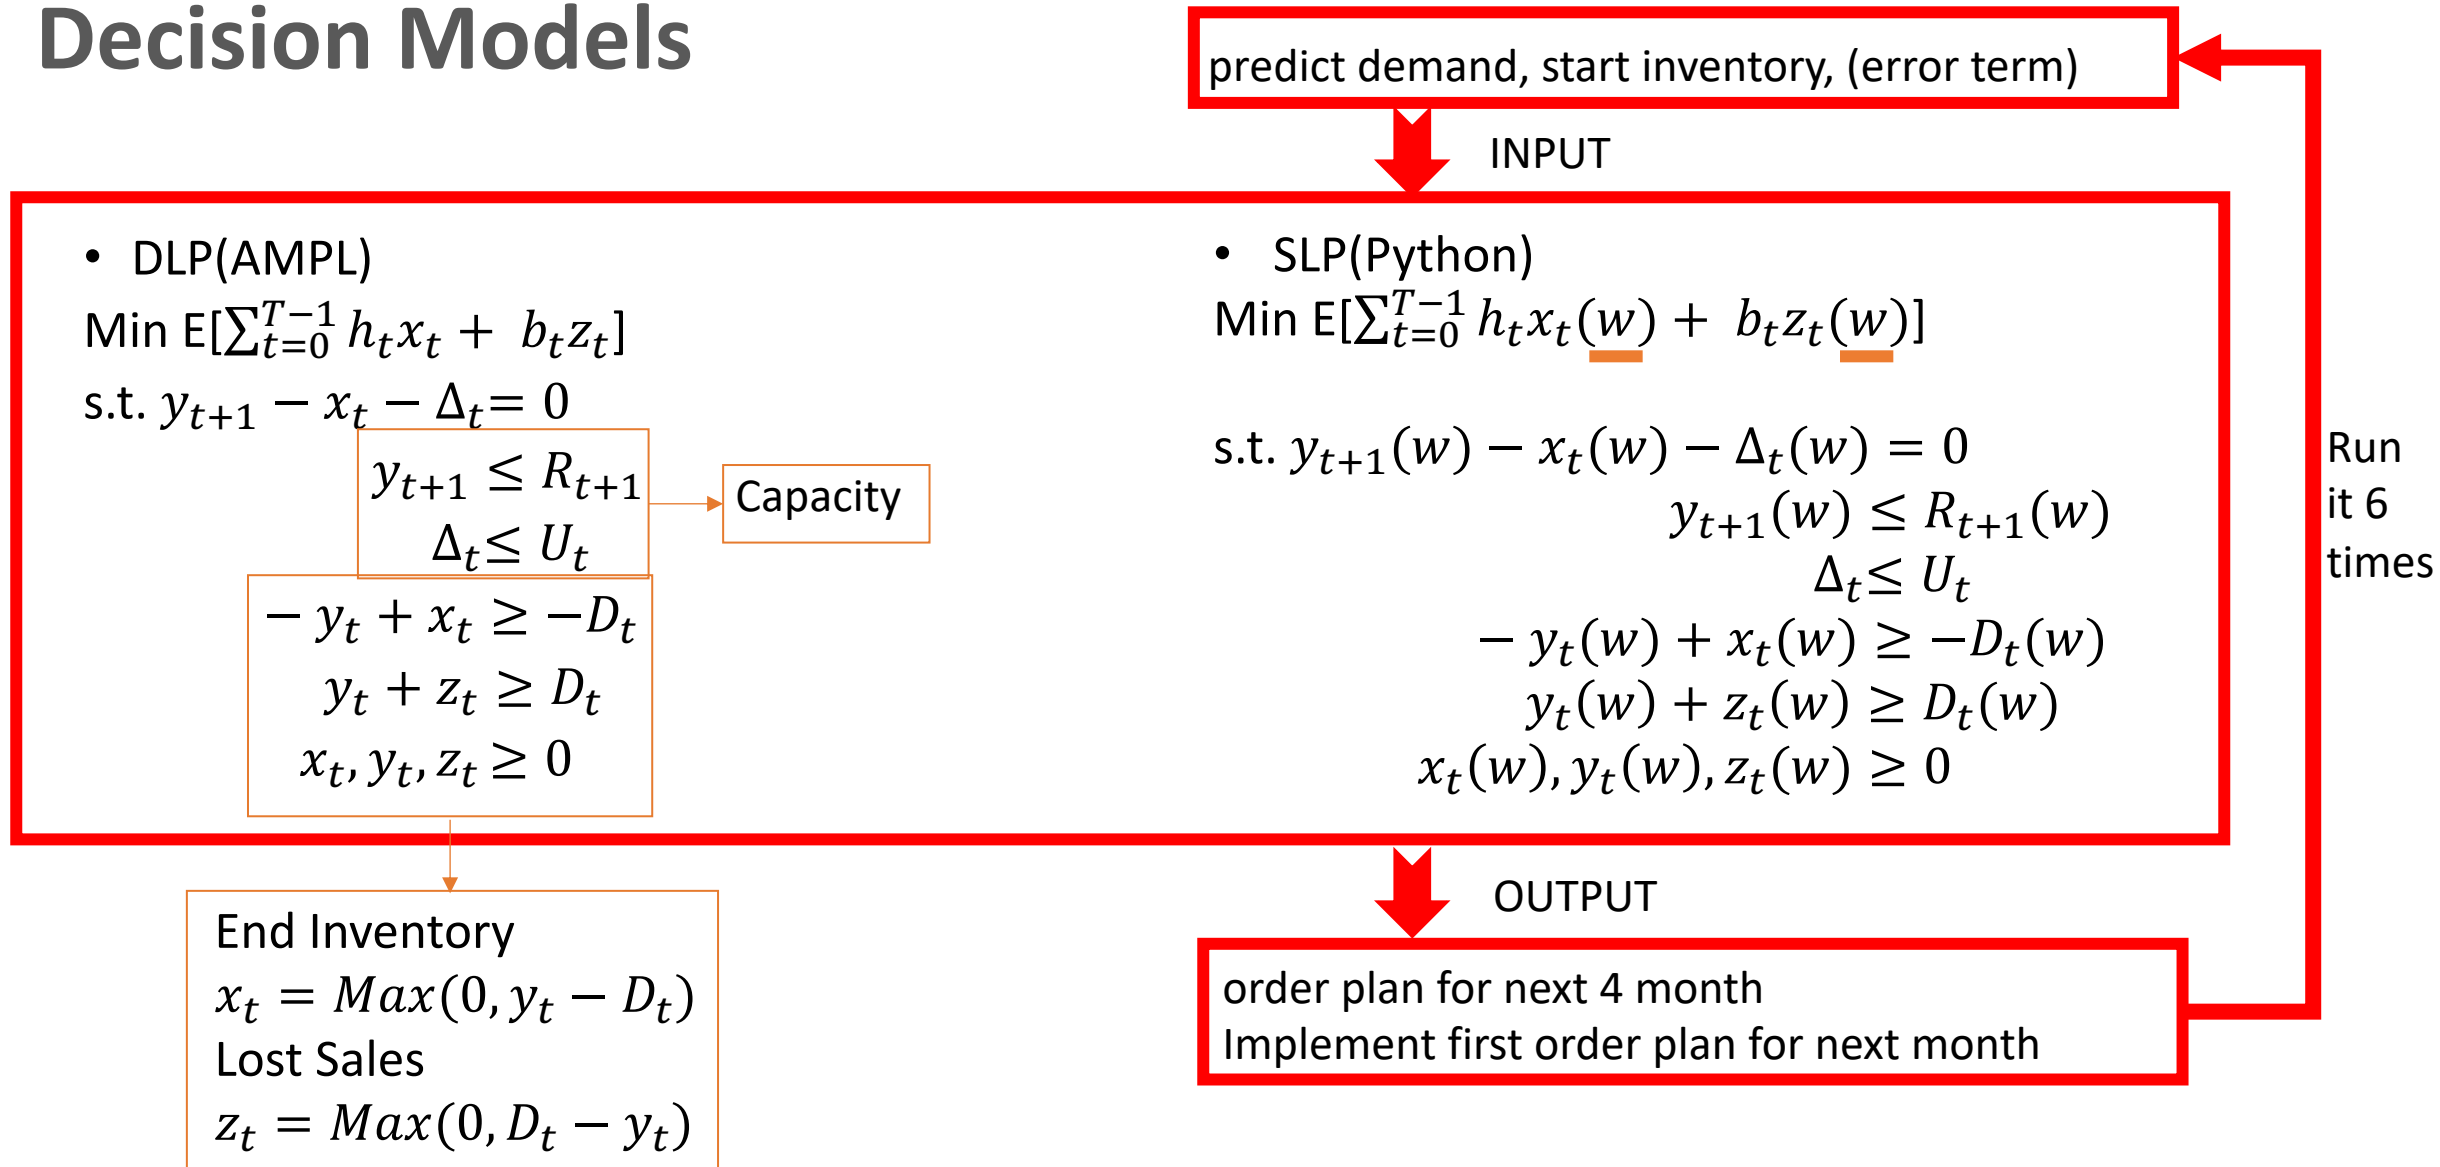 Decision Models
predict demand, start inventory, (error term)
INPUT
• DLP(AMPL)
Min E[∑_{t=0}^{T−1} h_t x_t + b_t z_t]
s.t. y_{t+1} − x_t − Δ_t = 0
y_{t+1} ≤ R_{t+1}
Δ_t ≤ U_t
Capacity
− y_t + x_t ≥ −D_t
y_t + z_t ≥ D_t
x_t, y_t, z_t ≥ 0
• SLP(Python)
Min E[∑_{t=0}^{T−1} h_t x_t(w) + b_t z_t(w)]
s.t. y_{t+1}(w) − x_t(w) − Δ_t(w) = 0
y_{t+1}(w) ≤ R_{t+1}(w)
Δ_t ≤ U_t
− y_t(w) + x_t(w) ≥ −D_t(w)
y_t(w) + z_t(w) ≥ D_t(w)
x_t(w), y_t(w), z_t(w) ≥ 0
Run
it 6
times
End Inventory
x_t = Max(0, y_t − D_t)
Lost Sales
z_t = Max(0, D_t − y_t)
OUTPUT
order plan for next 4 month
Implement first order plan for next month